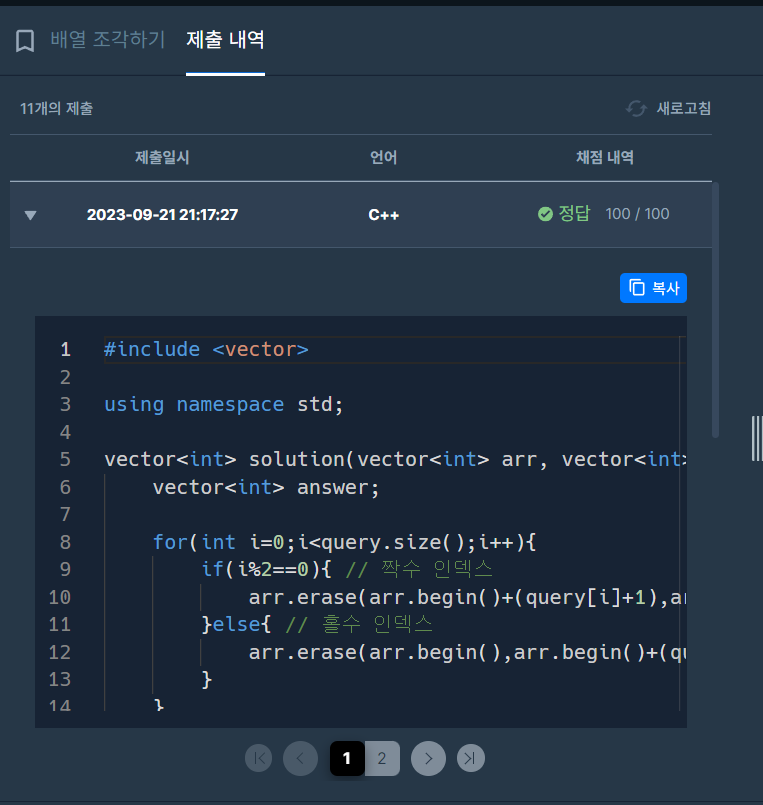 배열 조각하기 제출 내역
11개의 제출 새로고침
제출일시 언어 채점 내역
▼ 2023-09-21 21:17:27 C++ 정답 100 / 100
복사
1 #include <vector>
2
3 using namespace std;
4
5 vector<int> solution(vector<int> arr, vector<int>
6 vector<int> answer;
7
8 for(int i=0;i<query.size();i++){
9 if(i%2==0){ // 짝수 인덱스
10 arr.erase(arr.begin()+(query[i]+1),ar
11 }else{ // 홀수 인덱스
12 arr.erase(arr.begin(),arr.begin()+(qu
13 }
14 }
1 2